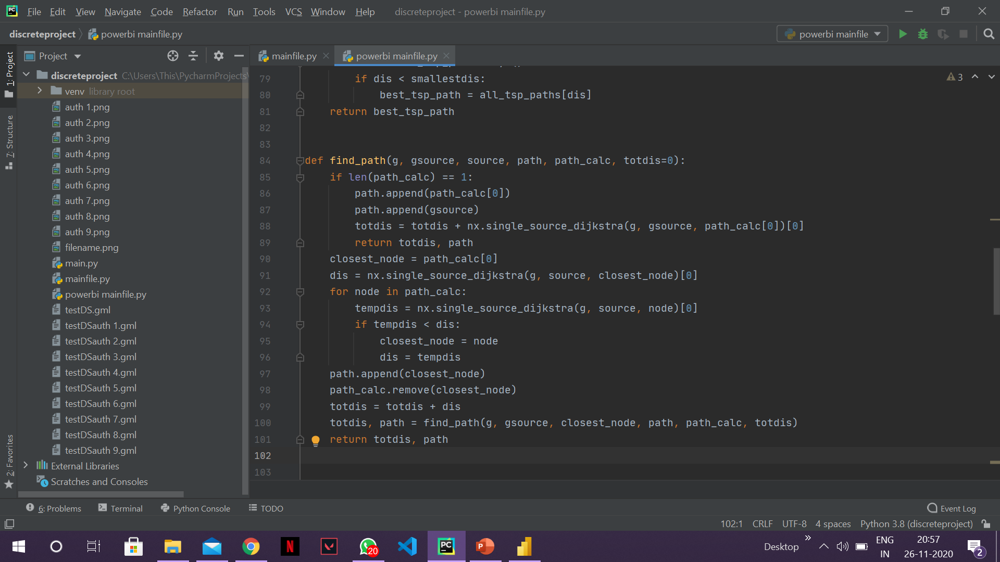 File Edit View Navigate Code Refactor Run Tools VCS Window Help discreteproject - powerbi mainfile.py
discreteproject powerbi mainfile.py powerbi mainfile
Project mainfile.py powerbi mainfile.py
1: Project
7: Structure
2: Favorites
discreteproject C:\Users\This\PycharmProjects\
venv library root
auth 1.png
auth 2.png
auth 3.png
auth 4.png
auth 5.png
auth 6.png
auth 7.png
auth 8.png
auth 9.png
filename.png
main.py
mainfile.py
powerbi mainfile.py
testDS.gml
testDSauth 1.gml
testDSauth 2.gml
testDSauth 3.gml
testDSauth 4.gml
testDSauth 5.gml
testDSauth 6.gml
testDSauth 7.gml
testDSauth 8.gml
testDSauth 9.gml
External Libraries
Scratches and Consoles
3
79 if dis < smallestdis:
80 best_tsp_path = all_tsp_paths[dis]
81 return best_tsp_path
82
83
84 def find_path(g, gsource, source, path, path_calc, totdis=0):
85 if len(path_calc) == 1:
86 path.append(path_calc[0])
87 path.append(gsource)
88 totdis = totdis + nx.single_source_dijkstra(g, gsource, path_calc[0])[0]
89 return totdis, path
90 closest_node = path_calc[0]
91 dis = nx.single_source_dijkstra(g, source, closest_node)[0]
92 for node in path_calc:
93 tempdis = nx.single_source_dijkstra(g, source, node)[0]
94 if tempdis < dis:
95 closest_node = node
96 dis = tempdis
97 path.append(closest_node)
98 path_calc.remove(closest_node)
99 totdis = totdis + dis
100 totdis, path = find_path(g, gsource, closest_node, path, path_calc, totdis)
101 return totdis, path
102
103
6: Problems Terminal Python Console TODO Event Log
102:1 CRLF UTF-8 4 spaces Python 3.8 (discreteproject)
N 20 PC P Desktop ENG 20:57
IN 26-11-2020 2